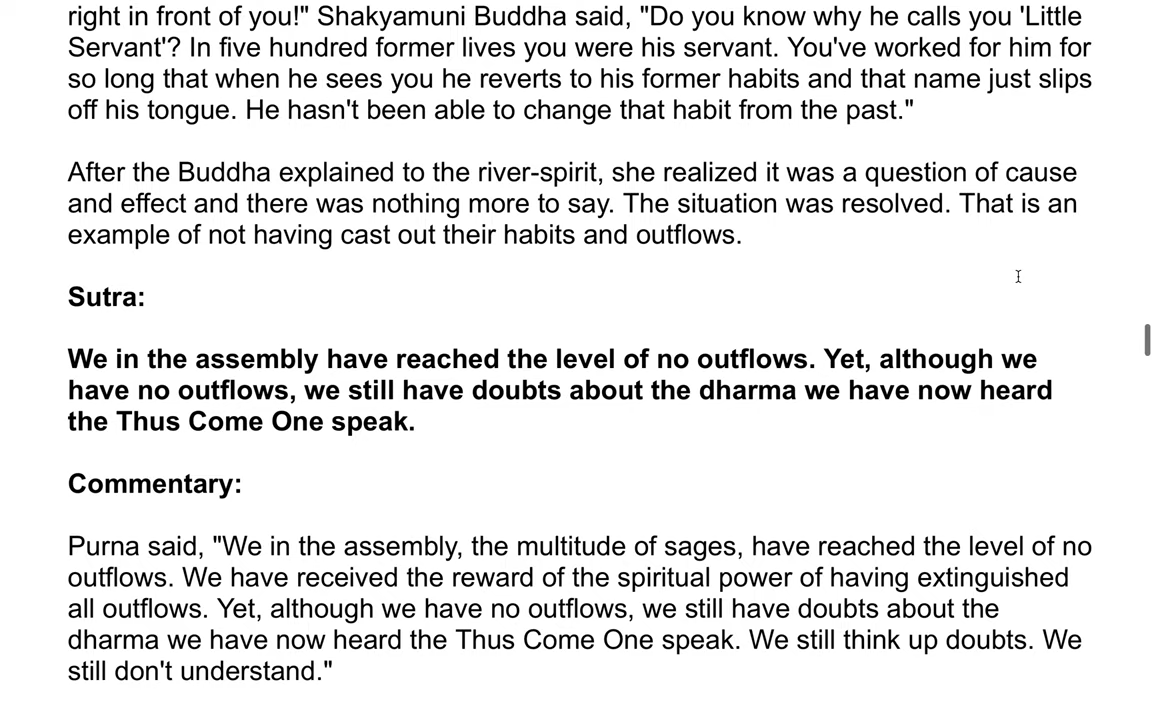 right in front of you!" Shakyamuni Buddha said, "Do you know why he calls you 'Little
Servant'? In five hundred former lives you were his servant. You've worked for him for
so long that when he sees you he reverts to his former habits and that name just slips
off his tongue. He hasn't been able to change that habit from the past."
After the Buddha explained to the river-spirit, she realized it was a question of cause
and effect and there was nothing more to say. The situation was resolved. That is an
example of not having cast out their habits and outflows.
Sutra:
We in the assembly have reached the level of no outflows. Yet, although we
have no outflows, we still have doubts about the dharma we have now heard
the Thus Come One speak.
Commentary:
Purna said, "We in the assembly, the multitude of sages, have reached the level of no
outflows. We have received the reward of the spiritual power of having extinguished
all outflows. Yet, although we have no outflows, we still have doubts about the
dharma we have now heard the Thus Come One speak. We still think up doubts. We
still don't understand."